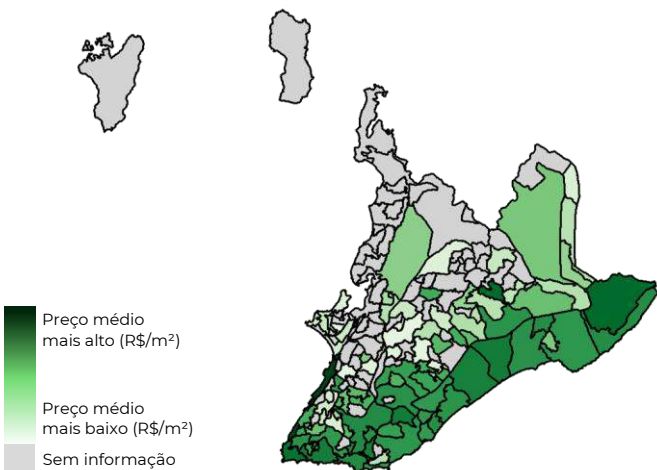 Preço médio
mais alto (R$/m²)
Preço médio
mais baixo (R$/m²)
Sem informação